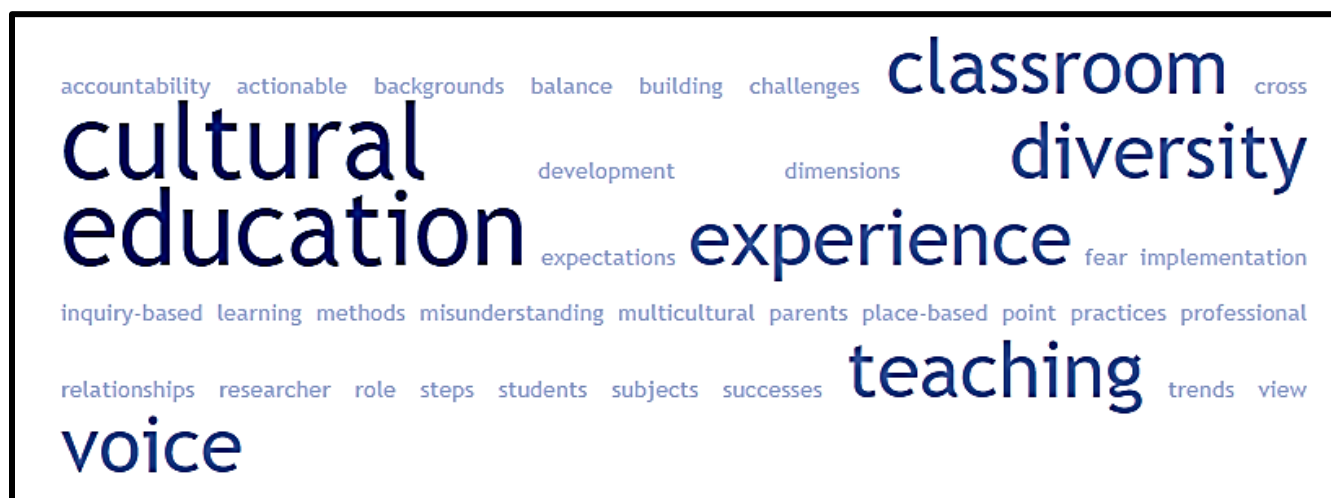 accountability actionable backgrounds balance building challenges classroom cross
cultural development dimensions diversity
education expectations experience fear implementation
inquiry-based learning methods misunderstanding multicultural parents place-based point practices professional
relationships researcher role steps students subjects successes teaching trends view
voice